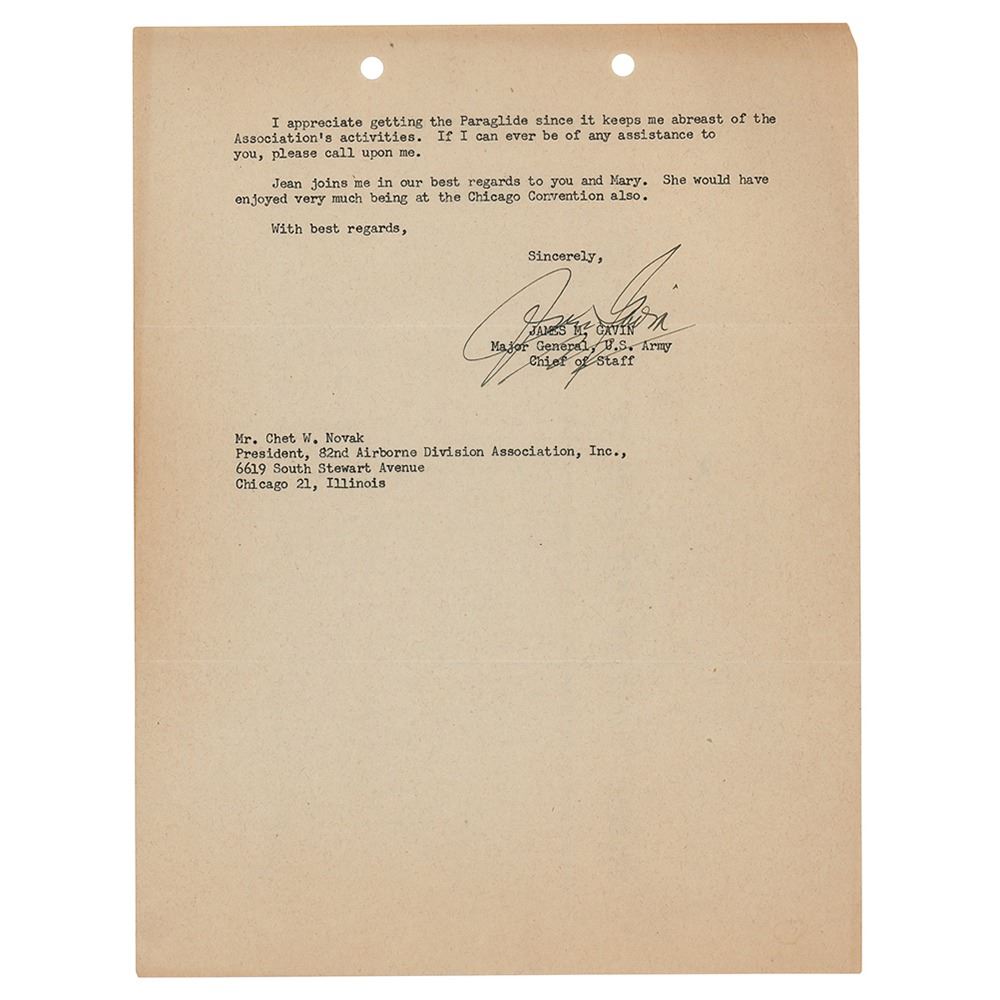 I appreciate getting the Paraglide since it keeps me abreast of the
Association's activities. If I can ever be of any assistance to
you, please call upon me.
Jean joins me in our best regards to you and Mary. She would have
enjoyed very much being at the Chicago Convention also.
With best regards,
Sincerely,
James Gavin
JAMES M. GAVIN
Major General, U.S. Army
Chief of Staff
Mr. Chet W. Novak
President, 82nd Airborne Division Association, Inc.,
6619 South Stewart Avenue
Chicago 21, Illinois